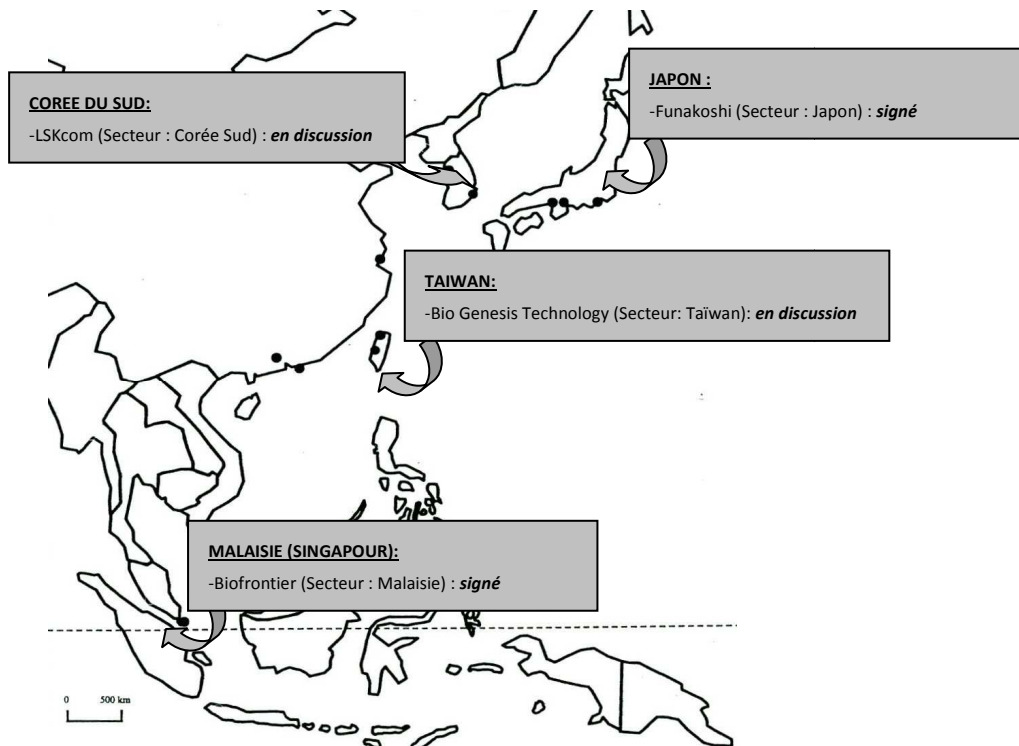 COREE DU SUD:
-LSKcom (Secteur : Corée Sud) : en discussion
JAPON :
-Funakoshi (Secteur : Japon) : signé
TAIWAN:
-Bio Genesis Technology (Secteur: Taïwan): en discussion
MALAISIE (SINGAPOUR):
-Biofrontier (Secteur : Malaisie) : signé
0 500 km